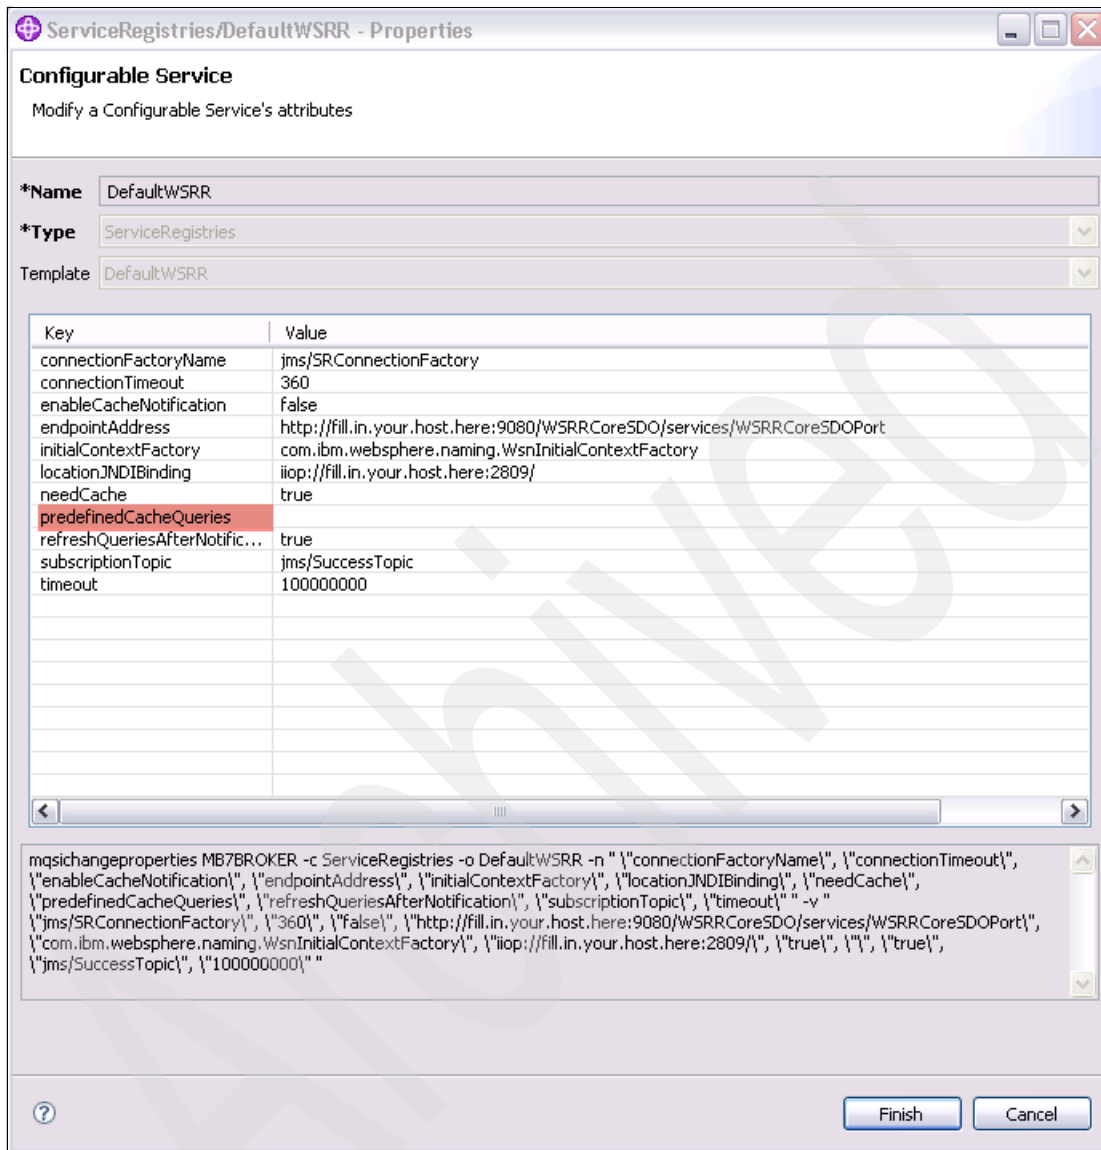 ServiceRegistries/DefaultWSRR - Properties
Configurable Service
Modify a Configurable Service's attributes
*Name DefaultWSRR
*Type ServiceRegistries
Template DefaultWSRR
Key Value
connectionFactoryName jms/SRConnectionFactory
connectionTimeout 360
enableCacheNotification false
endpointAddress http://fill.in.your.host.here:9080/WSRRCoreSDO/services/WSRRCoreSDOPort
initialContextFactory com.ibm.websphere.naming.WsnInitialContextFactory
locationJNDIBinding iiop://fill.in.your.host.here:2809/
needCache true
predefinedCacheQueries
refreshQueriesAfterNotific... true
subscriptionTopic jms/SuccessTopic
timeout 100000000
mqsichangeproperties MB7BROKER -c ServiceRegistries -o DefaultWSRR -n " \"connectionFactoryName\", \"connectionTimeout\",
\"enableCacheNotification\", \"endpointAddress\", \"initialContextFactory\", \"locationJNDIBinding\", \"needCache\",
\"predefinedCacheQueries\", \"refreshQueriesAfterNotification\", \"subscriptionTopic\", \"timeout\" " -v "
\"jms/SRConnectionFactory\", \"360\", \"false\", \"http://fill.in.your.host.here:9080/WSRRCoreSDO/services/WSRRCoreSDOPort\",
\"com.ibm.websphere.naming.WsnInitialContextFactory\", \"iiop://fill.in.your.host.here:2809/\", \"true\", \"\", \"true\",
\"jms/SuccessTopic\", \"100000000\" "
Finish Cancel
Archived